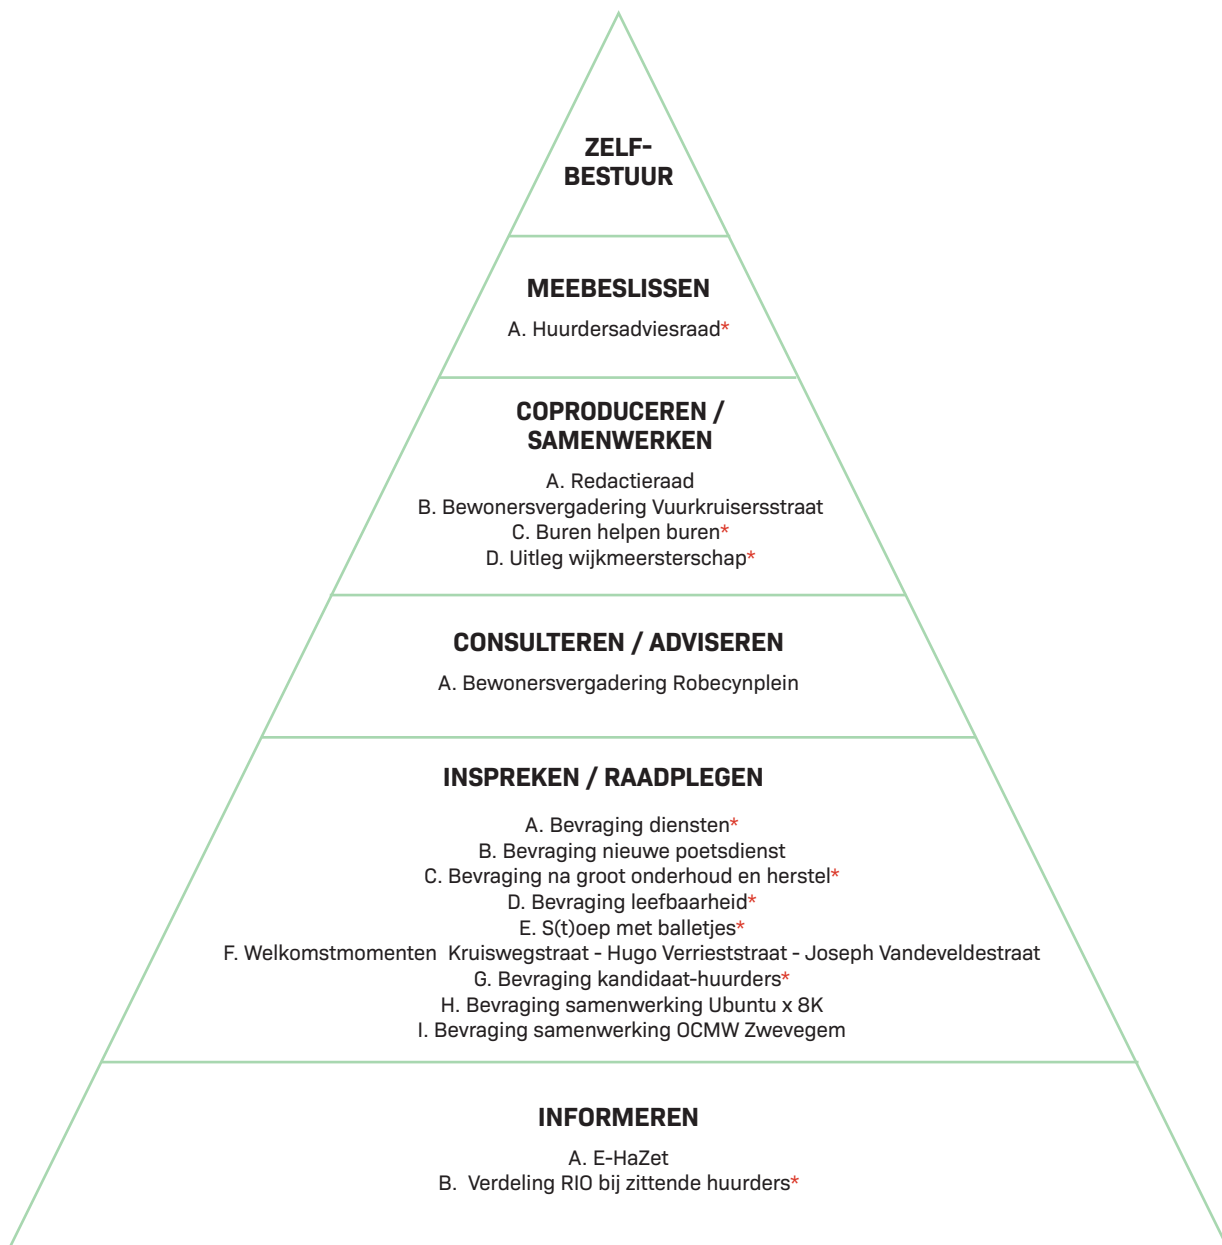 ZELF-
BESTUUR
MEEBESLISSEN
A. Huurdersadviesraad*
COPRODUCEREN /
SAMENWERKEN
A. Redactieraad
B. Bewonersvergadering Vuurkruisersstraat
C. Buren helpen buren*
D. Uitleg wijkmeersterschap*
CONSULTEREN / ADVISEREN
A. Bewonersvergadering Robecynplein
INSPREKEN / RAADPLEGEN
A. Bevraging diensten*
B. Bevraging nieuwe poetsdienst
C. Bevraging na groot onderhoud en herstel*
D. Bevraging leefbaarheid*
E. S(t)oep met balletjes*
F. Welkomstmomenten Kruiswegstraat - Hugo Verrieststraat - Joseph Vandeveldestraat
G. Bevraging kandidaat-huurders*
H. Bevraging samenwerking Ubuntu x 8K
I. Bevraging samenwerking OCMW Zwevegem
INFORMEREN
A. E-HaZet
B. Verdeling RIO bij zittende huurders*